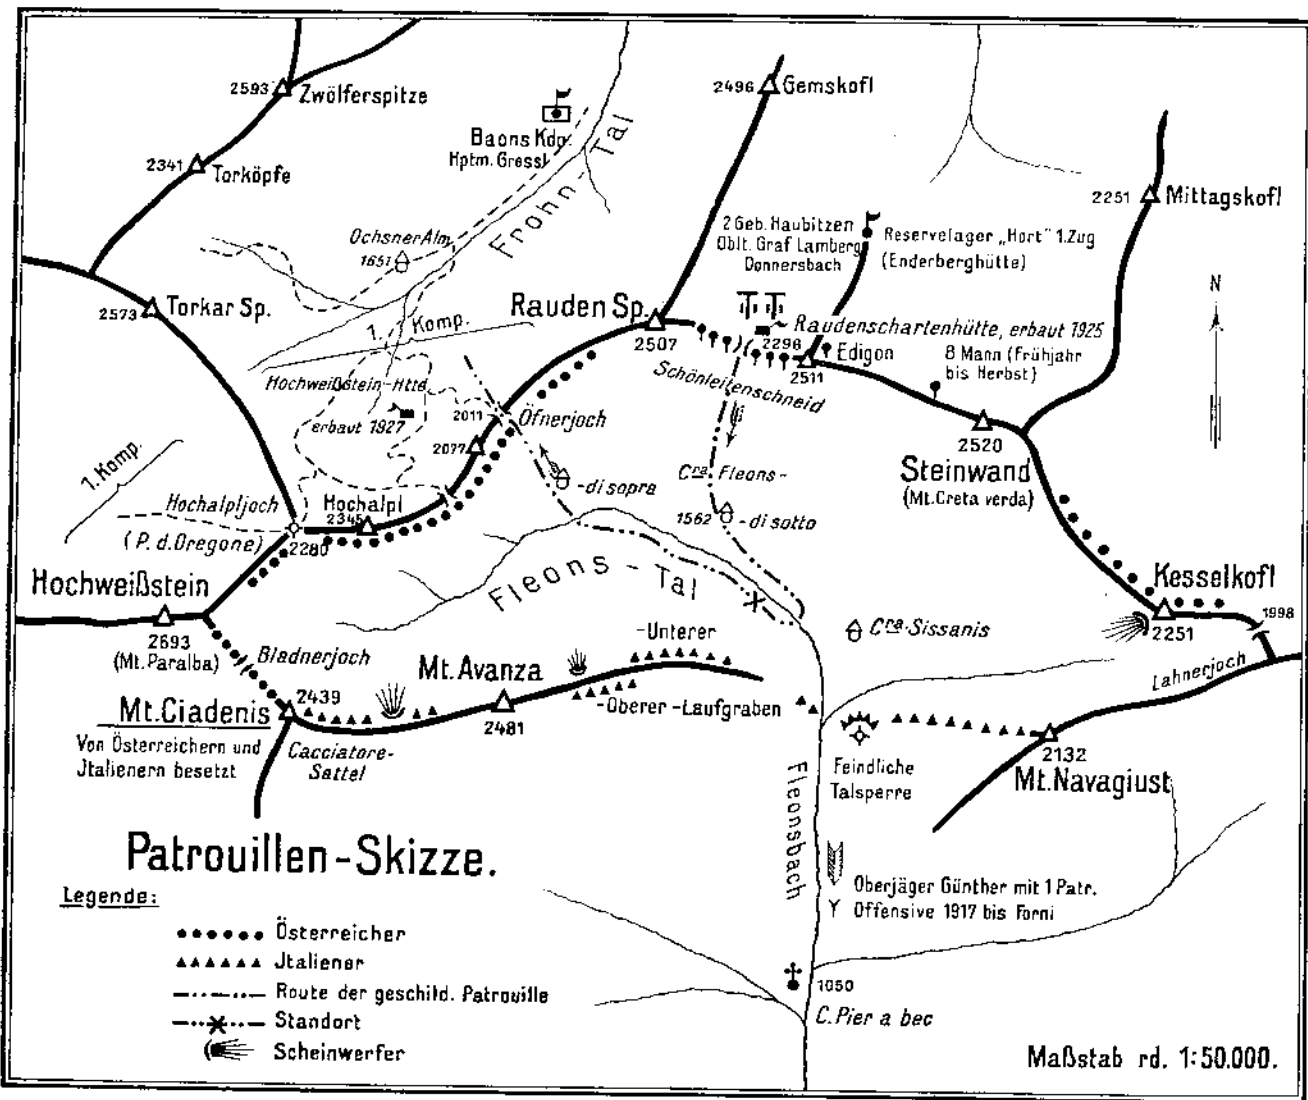 2593 Zwölferspitze
2341 Torköpfe
Baons Kdo.
Hptm. Gressl
Frohn-Tal
2496 Gemskofl
2251 Mittagskofl
2 Geb. Haubitzen
Oblt. Graf Lamberg
Donnersbach
Reservelager „Hort" 1.Zug
(Enderberghütte)
N
Ochsner Alm
1651
2573 Torkar Sp.
1. Komp.
Rauden Sp.
2507
2296
Raudenschartenhütte, erbaut 1925
Edigon
2511
8 Mann (Frühjahr
bis Herbst)
Schönleitenschneid
Hochweißstein-Htte
erbaut 1927
2011
Öfnerjoch
2077
2520
Steinwand
(Mt. Creta verda)
1. Komp.
Hochalpljoch
(P. d. Oregone)
2280
Hochalpl
2345
-di sopra
Cra Fleons-
1562 -di sotto
Fleons-Tal
Hochweißstein
2693
(Mt. Paralba)
Kesselkofl
2251
1998
Lahnerjoch
Cra Sissanis
Bladnerjoch
Mt. Avanza
2481
-Unterer
-Oberer-Laufgraben
Mt. Ciadenis
2439
Von Österreichern und
Jtalienern besetzt
Cacciatore-
Sattel
Feindliche
Talsperre
2132
Mt. Navagiust
Fleonsbach
Oberjäger Günther mit 1 Patr.
Offensive 1917 bis Forni
1050
C. Pier a bec
Patrouillen-Skizze.
Legende:
Österreicher
Jtaliener
Route der geschild. Patrouille
Standort
Scheinwerfer
Maßstab rd. 1:50.000.